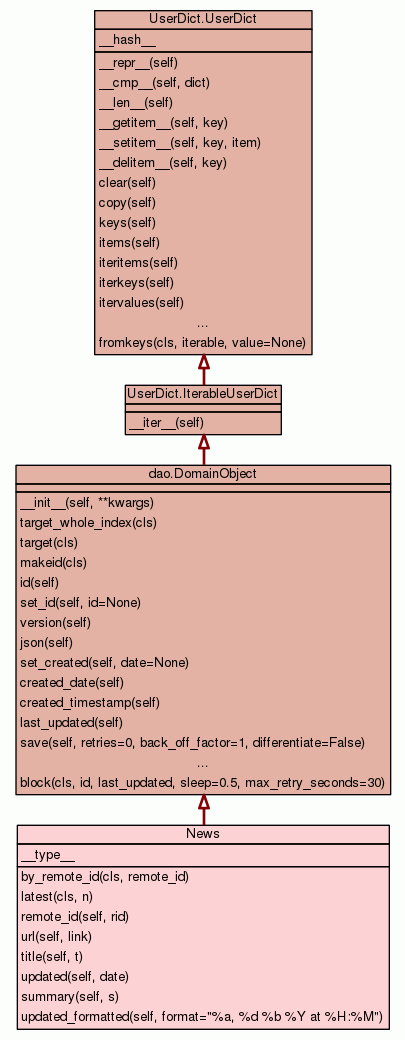 UserDict.UserDict
__hash__
__repr__(self)
__cmp__(self, dict)
__len__(self)
__getitem__(self, key)
__setitem__(self, key, item)
__delitem__(self, key)
clear(self)
copy(self)
keys(self)
items(self)
iteritems(self)
iterkeys(self)
itervalues(self)
...
fromkeys(cls, iterable, value=None)
UserDict.IterableUserDict
__iter__(self)
dao.DomainObject
__init__(self, **kwargs)
target_whole_index(cls)
target(cls)
makeid(cls)
id(self)
set_id(self, id=None)
version(self)
json(self)
set_created(self, date=None)
created_date(self)
created_timestamp(self)
last_updated(self)
save(self, retries=0, back_off_factor=1, differentiate=False)
...
block(cls, id, last_updated, sleep=0.5, max_retry_seconds=30)
News
__type__
by_remote_id(cls, remote_id)
latest(cls, n)
remote_id(self, rid)
url(self, link)
title(self, t)
updated(self, date)
summary(self, s)
updated_formatted(self, format="%a, %d %b %Y at %H:%M")